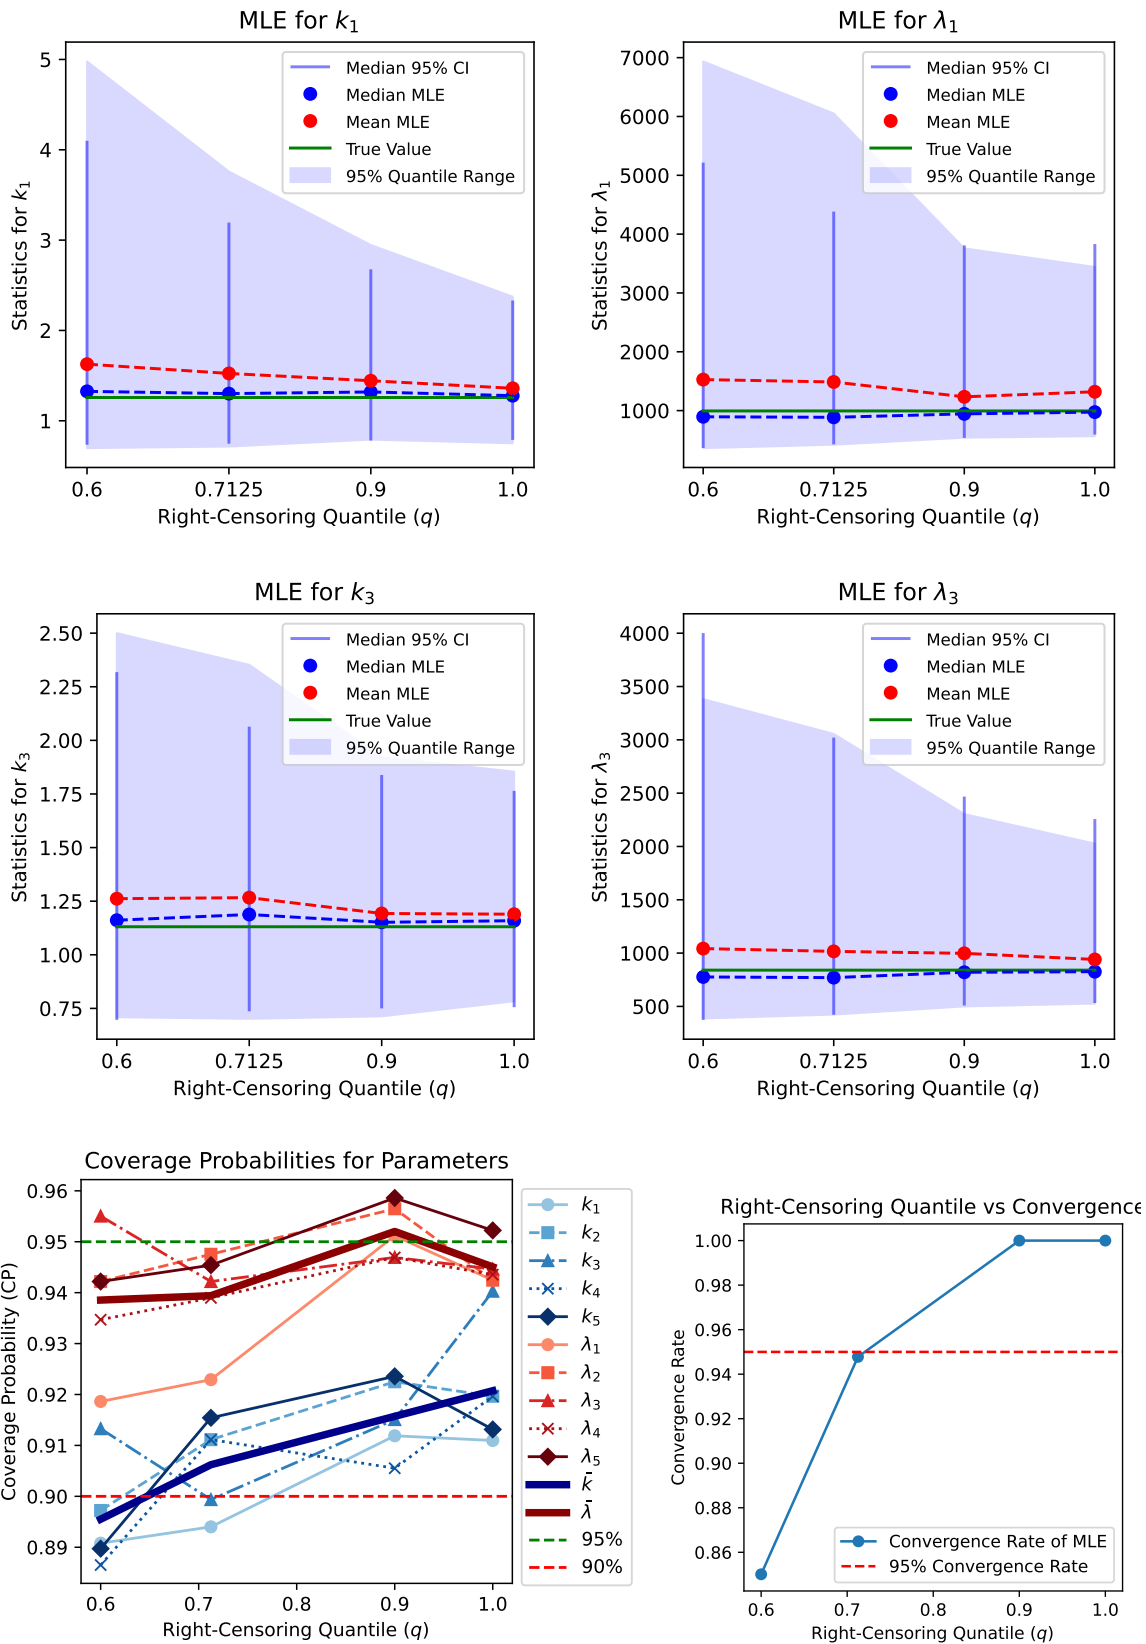 MLE for k₁
Statistics for k₁
5
4
3
2
1
Median 95% CI
Median MLE
Mean MLE
True Value
95% Quantile Range
0.6
0.7125
0.9
1.0
Right-Censoring Quantile (q)
MLE for λ₁
Statistics for λ₁
7000
6000
5000
4000
3000
2000
1000
Median 95% CI
Median MLE
Mean MLE
True Value
95% Quantile Range
0.6
0.7125
0.9
1.0
Right-Censoring Quantile (q)
MLE for k₃
Statistics for k₃
2.50
2.25
2.00
1.75
1.50
1.25
1.00
0.75
Median 95% CI
Median MLE
Mean MLE
True Value
95% Quantile Range
0.6
0.7125
0.9
1.0
Right-Censoring Quantile (q)
MLE for λ₃
Statistics for λ₃
4000
3500
3000
2500
2000
1500
1000
500
Median 95% CI
Median MLE
Mean MLE
True Value
95% Quantile Range
0.6
0.7125
0.9
1.0
Right-Censoring Quantile (q)
Coverage Probabilities for Parameters
Coverage Probability (CP)
0.96
0.95
0.94
0.93
0.92
0.91
0.90
0.89
0.6
0.7
0.8
0.9
1.0
Right-Censoring Quantile (q)
k₁
k₂
k₃
k₄
k₅
λ₁
λ₂
λ₃
λ₄
λ₅
k̄
λ̄
95%
90%
Right-Censoring Quantile vs Convergence
Convergence Rate
1.00
0.98
0.96
0.94
0.92
0.90
0.88
0.86
Convergence Rate of MLE
95% Convergence Rate
0.6
0.7
0.8
0.9
1.0
Right-Censoring Qunatile (q)